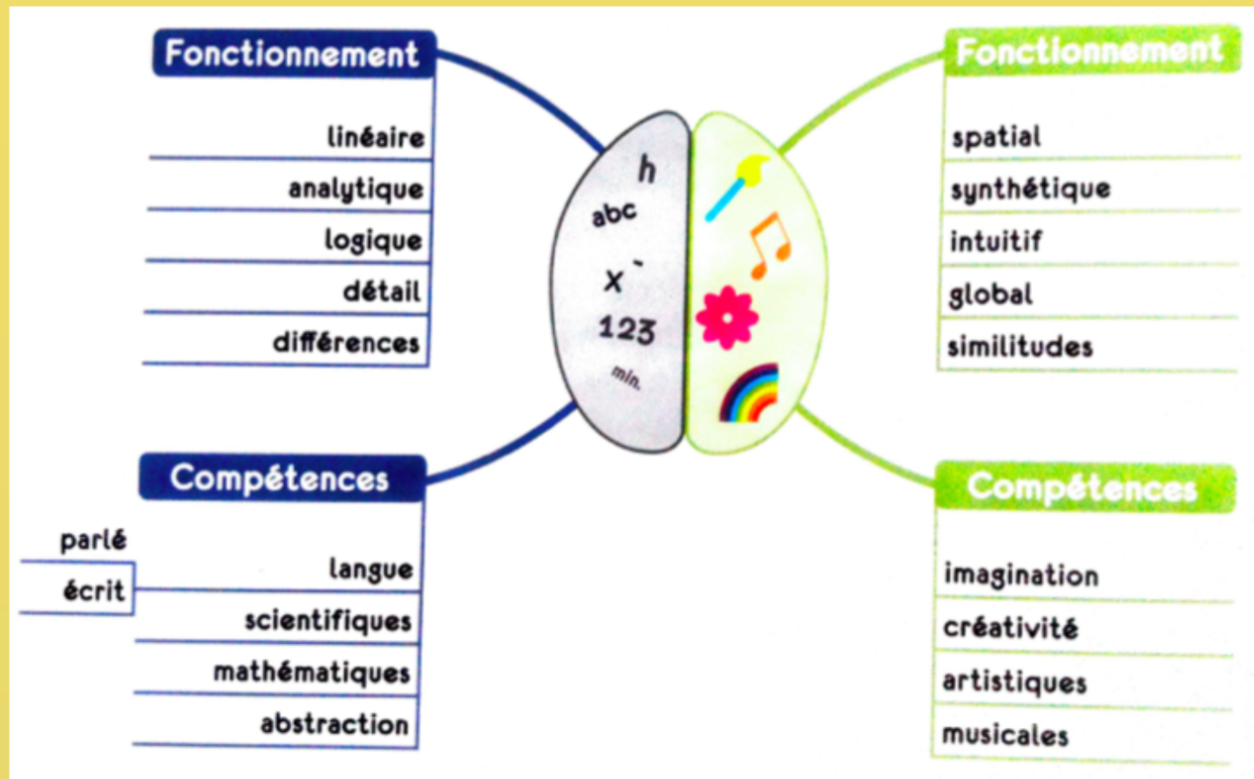 Fonctionnement
linéaire
analytique
logique
détail
différences
Compétences
parlé
écrit
langue
scientifiques
mathématiques
abstraction
h
abc
x -
123
min.
Fonctionnement
spatial
synthétique
intuitif
global
similitudes
Compétences
imagination
créativité
artistiques
musicales